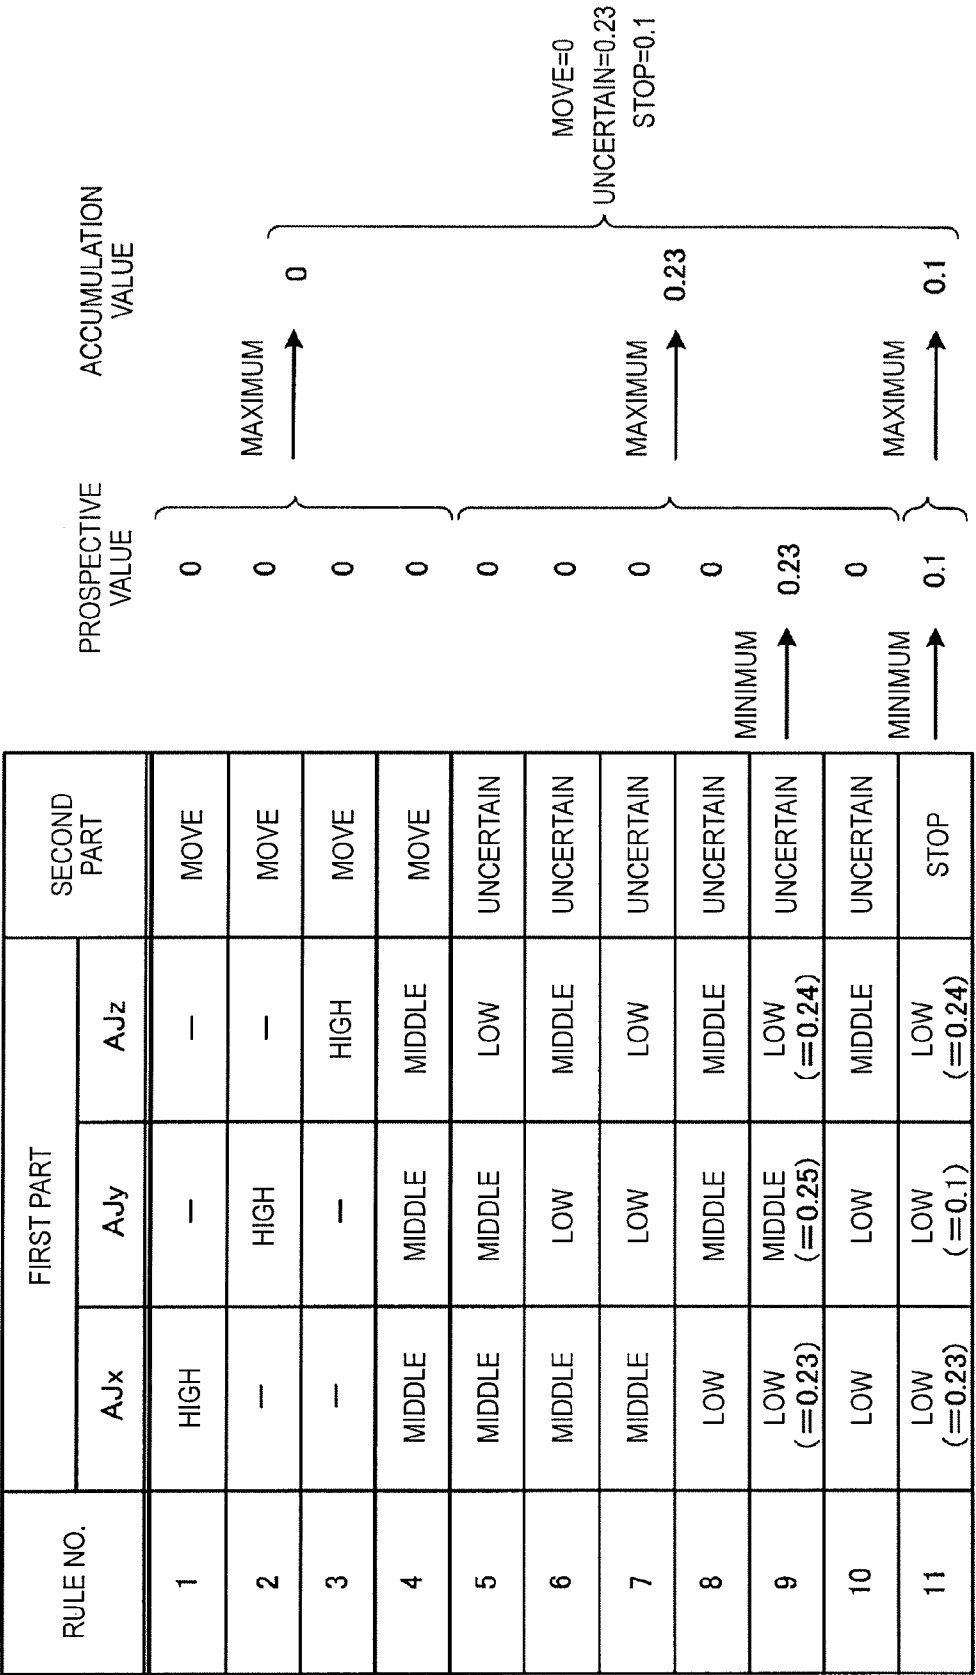 RULE NO.
FIRST PART
SECOND
PART
PROSPECTIVE
VALUE
ACCUMULATION
VALUE
AJx
AJy
AJz
1
HIGH
—
—
MOVE
0
2
—
HIGH
—
MOVE
0
MAXIMUM
0
3
—
—
HIGH
MOVE
0
4
MIDDLE
MIDDLE
MIDDLE
MOVE
0
5
MIDDLE
MIDDLE
LOW
UNCERTAIN
0
6
MIDDLE
LOW
MIDDLE
UNCERTAIN
0
MOVE=0
UNCERTAIN=0.23
STOP=0.1
7
MIDDLE
LOW
LOW
UNCERTAIN
0
MAXIMUM
0.23
8
LOW
MIDDLE
MIDDLE
UNCERTAIN
0
9
LOW
(=0.23)
MIDDLE
(=0.25)
LOW
(=0.24)
UNCERTAIN
MINIMUM
0.23
10
LOW
LOW
MIDDLE
UNCERTAIN
0
11
LOW
(=0.23)
LOW
(=0.1)
LOW
(=0.24)
STOP
MINIMUM
0.1
MAXIMUM
0.1